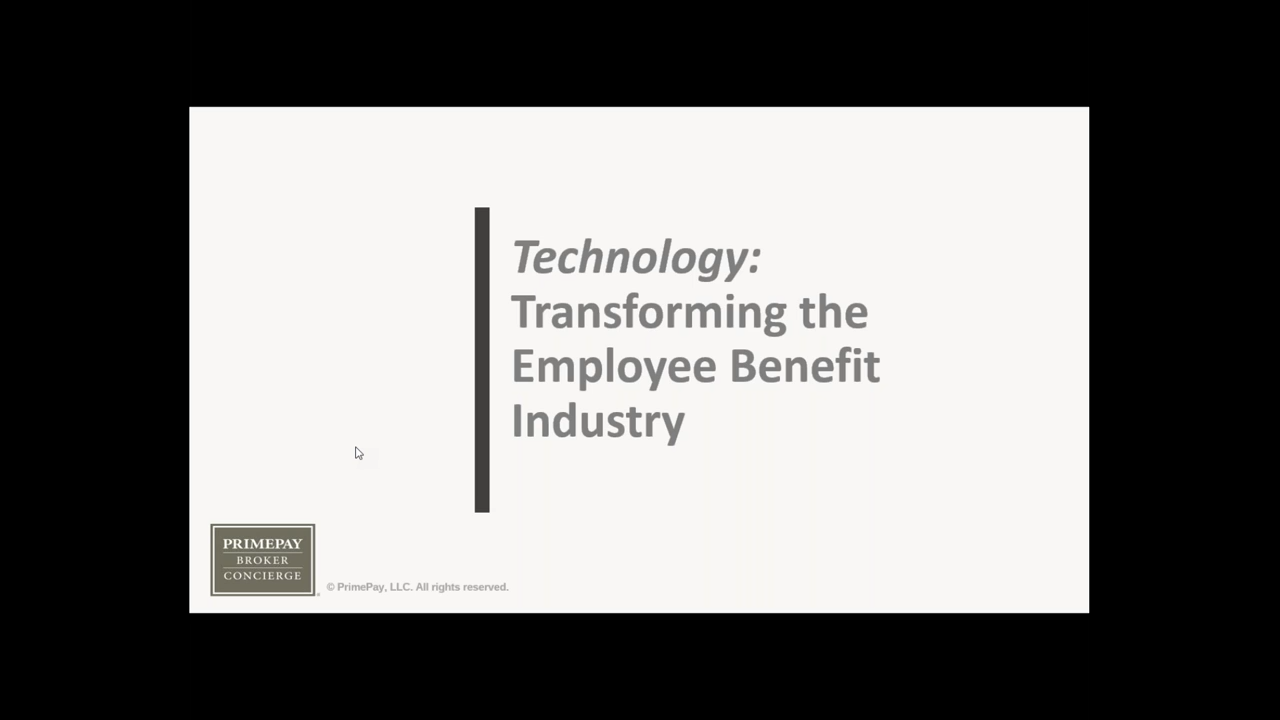 Technology:
Transforming the
Employee Benefit
Industry
PRIMEPAY
BROKER
CONCIERGE
© PrimePay, LLC. All rights reserved.